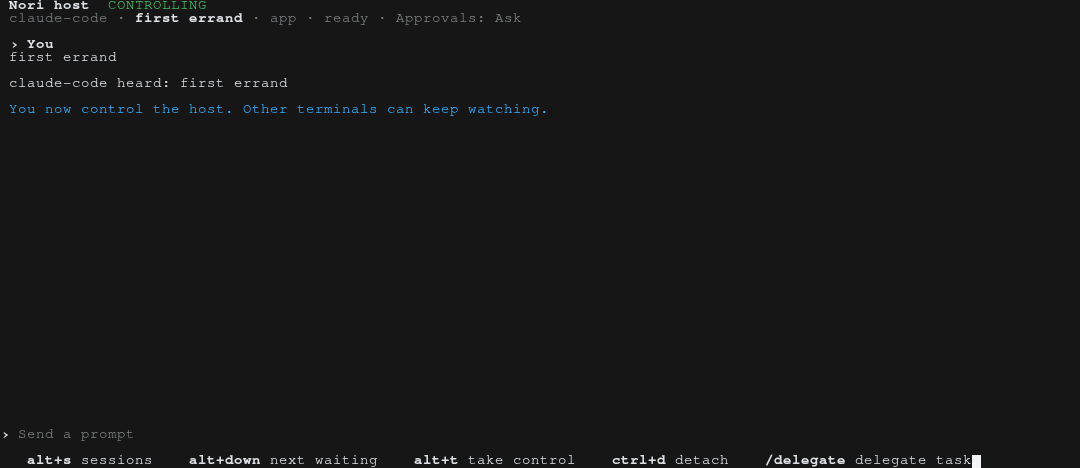 Nori host CONTROLLING
claude-code · first errand · app · ready · Approvals: Ask
› You
first errand
claude-code heard: first errand
You now control the host. Other terminals can keep watching.
› Send a prompt
alt+s sessions alt+down next waiting alt+t take control ctrl+d detach /delegate delegate task